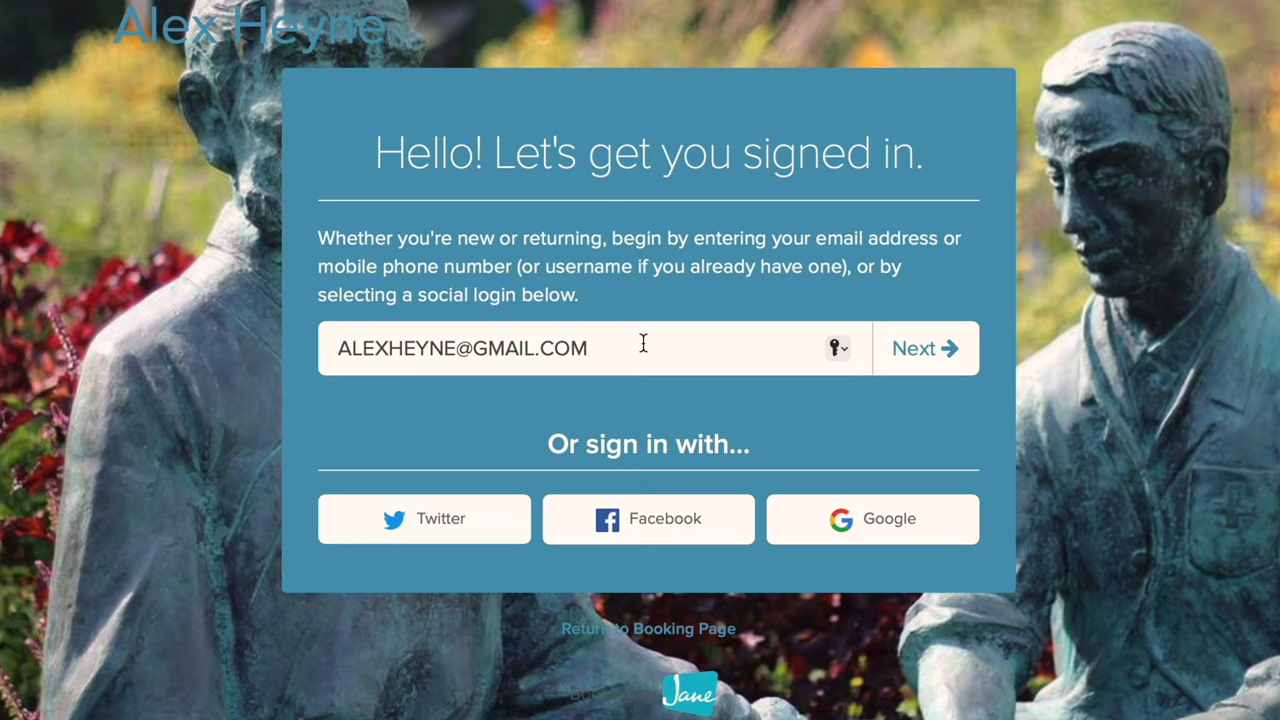 Alex Heyne
Hello! Let's get you signed in.
Whether you're new or returning, begin by entering your email address or
mobile phone number (or username if you already have one), or by
selecting a social login below.
ALEXHEYNE@GMAIL.COM
Next
Or sign in with...
Twitter
Facebook
Google
Return to Booking Page
Jane